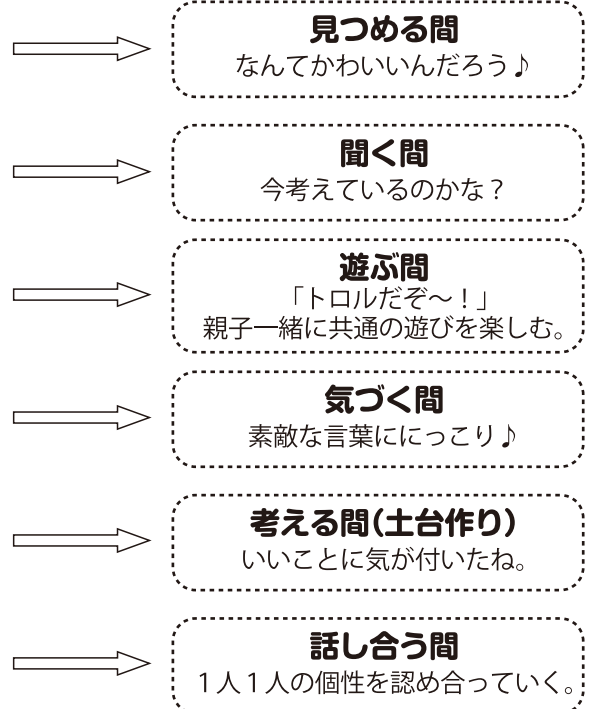 見つめる間
なんてかわいいんだろう♪
聞く間
今考えているのかな？
遊ぶ間
「トロルだぞ～！」
親子一緒に共通の遊びを楽しむ。
気づく間
素敵な言葉ににっこり♪
考える間（土台作り）
いいことに気が付いたね。
話し合う間
１人１人の個性を認め合っていく。